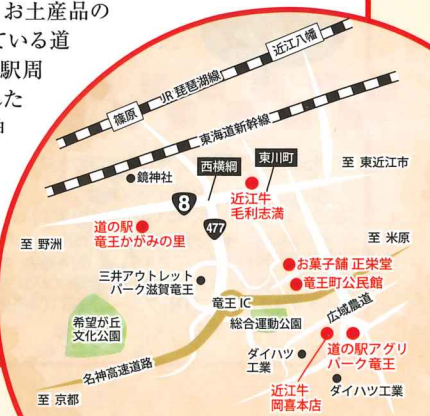 お土産品の
ている道
駅周
た
近江八幡
JR琵琶湖線
篠原
東海道新幹線
西横綱
東川町
至 東近江市
鏡神社
8
近江牛
毛利志満
477
道の駅
竜王かがみの里
至 野洲
至 米原
お菓子舗 正栄堂
竜王町公民館
三井アウトレット
パーク滋賀竜王
竜王 IC
広域農道
希望が丘
文化公園
総合運動公園
道の駅アグリ
パーク竜王
ダイハツ
工業
名神高速道路
近江牛
岡喜本店
ダイハツ工業
至 京都